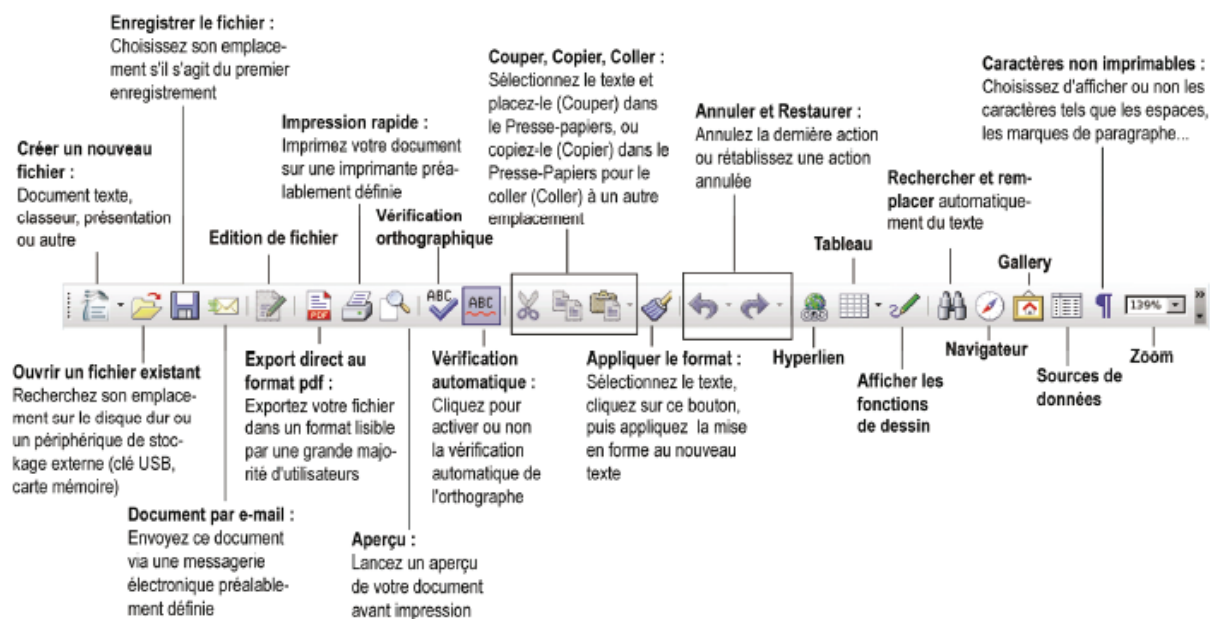 Enregistrer le fichier :
Choisissez son emplace-
ment s'il s'agit du premier
enregistrement
Créer un nouveau
fichier :
Document texte,
classeur, présentation
ou autre
Edition de fichier
Impression rapide :
Imprimez votre document
sur une imprimante préa-
lablement définie
Vérification
orthographique
Couper, Copier, Coller :
Sélectionnez le texte et
placez-le (Couper) dans
le Presse-papiers, ou
copiez-le (Copier) dans le
Presse-Papiers pour le
coller (Coller) à un autre
emplacement
Annuler et Restaurer :
Annulez la dernière action
ou rétablissez une action
annulée
Tableau
Rechercher et rem-
placer automatique-
ment du texte
Gallery
Caractères non imprimables :
Choisissez d'afficher ou non les
caractères tels que les espaces,
les marques de paragraphe...
PDF
ABC
ABC
¶
139%
Ouvrir un fichier existant
Recherchez son emplace-
ment sur le disque dur ou
un périphérique de stoc-
kage externe (clé USB,
carte mémoire)
Document par e-mail :
Envoyez ce document
via une messagerie
électronique préalable-
ment définie
Export direct au
format pdf :
Exportez votre fichier
dans un format lisible
par une grande majo-
rité d'utilisateurs
Aperçu :
Lancez un aperçu
de votre document
avant impression
Vérification
automatique :
Cliquez pour
activer ou non
la vérification
automatique de
l'orthographe
Appliquer le format :
Sélectionnez le texte,
cliquez sur ce bouton,
puis appliquez la mise
en forme au nouveau
texte
Hyperlien
Afficher les
fonctions
de dessin
Navigateur
Sources de
données
Zoom